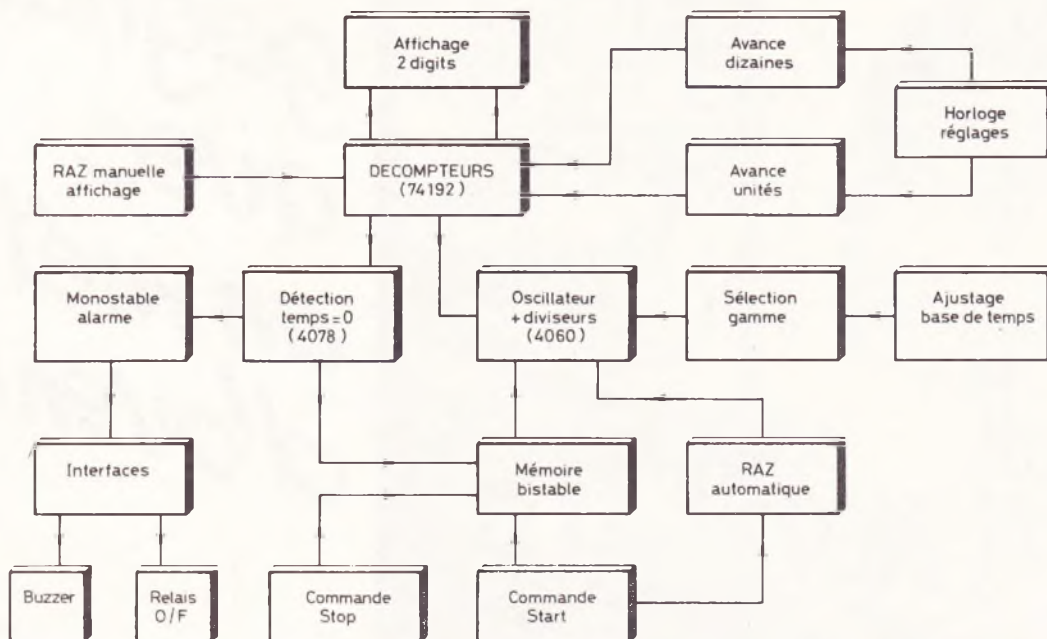 Affichage
2 digits
Avance
dizaines
Horloge
réglages
RAZ manuelle
affichage
DECOMPTEURS
(74192)
Avance
unités
Monostable
alarme
Détection
temps = 0
(4078)
Oscillateur
+ diviseurs
(4060)
Sélection
gamme
Ajustage
base de temps
Interfaces
Mémoire
bistable
RAZ
automatique
Buzzer
Relais
O/F
Commande
Stop
Commande
Start